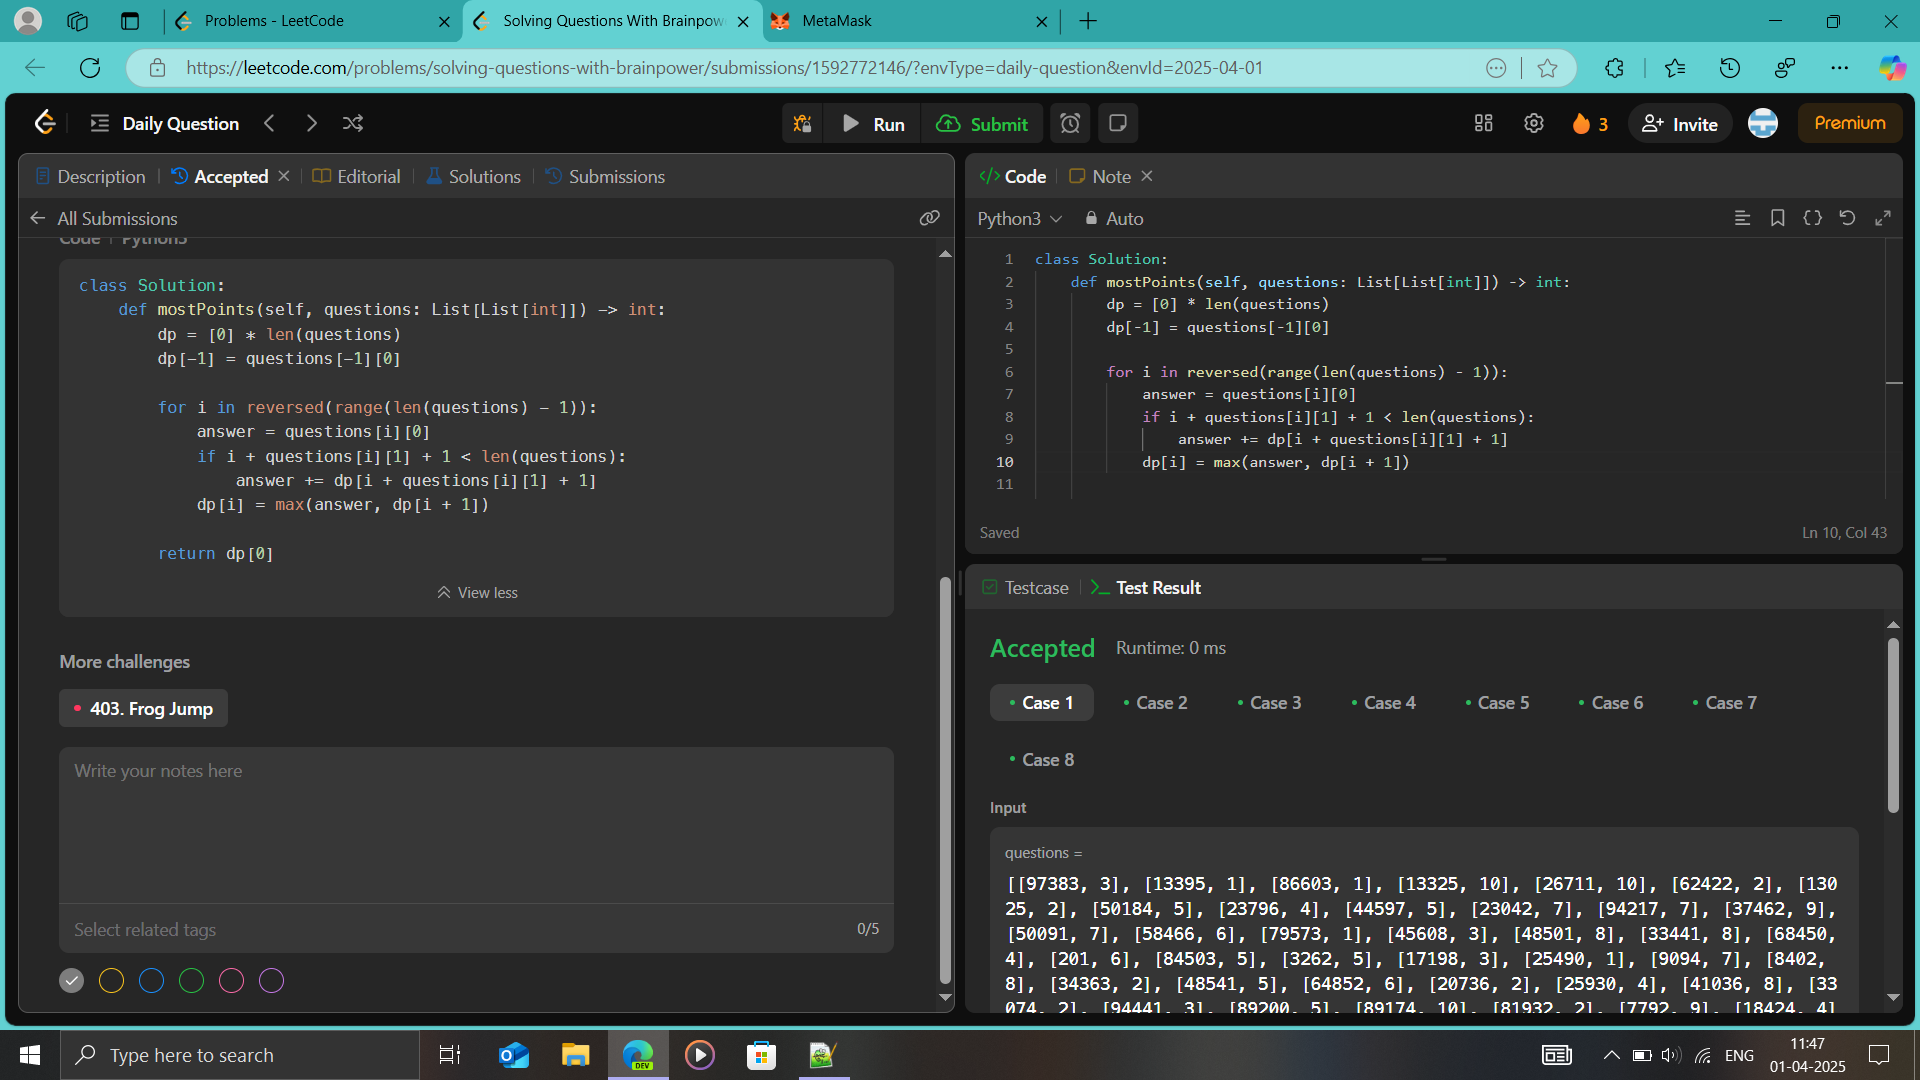 Problems - LeetCode
Solving Questions With Brainpow
MetaMask
https://leetcode.com/problems/solving-questions-with-brainpower/submissions/1592772146/?envType=daily-question&envId=2025-04-01
Daily Question
Run
Submit
3
Invite
Premium
Description
Accepted
Editorial
Solutions
Submissions
All Submissions
Code
Python3
class Solution:
def mostPoints(self, questions: List[List[int]]) -> int:
dp = [0] * len(questions)
dp[-1] = questions[-1][0]
for i in reversed(range(len(questions) - 1)):
answer = questions[i][0]
if i + questions[i][1] + 1 < len(questions):
answer += dp[i + questions[i][1] + 1]
dp[i] = max(answer, dp[i + 1])
return dp[0]
View less
More challenges
403. Frog Jump
Write your notes here
Select related tags
0/5
</> Code
Note
Python3
Auto
1 class Solution:
2 def mostPoints(self, questions: List[List[int]]) -> int:
3 dp = [0] * len(questions)
4 dp[-1] = questions[-1][0]
5
6 for i in reversed(range(len(questions) - 1)):
7 answer = questions[i][0]
8 if i + questions[i][1] + 1 < len(questions):
9 answer += dp[i + questions[i][1] + 1]
10 dp[i] = max(answer, dp[i + 1])
11
Saved
Ln 10, Col 43
Testcase
Test Result
Accepted
Runtime: 0 ms
Case 1
Case 2
Case 3
Case 4
Case 5
Case 6
Case 7
Case 8
Input
questions =
[[97383, 3], [13395, 1], [86603, 1], [13325, 10], [26711, 10], [62422, 2], [130
25, 2], [50184, 5], [23796, 4], [44597, 5], [23042, 7], [94217, 7], [37462, 9],
[50091, 7], [58466, 6], [79573, 1], [45608, 3], [48501, 8], [33441, 8], [68450,
4], [201, 6], [84503, 5], [3262, 5], [17198, 3], [25490, 1], [9094, 7], [8402,
8], [34363, 2], [48541, 5], [64852, 6], [20736, 2], [25930, 4], [41036, 8], [33
074, 2], [94441, 3], [89200, 5], [89174, 10], [81932, 2], [7792, 9], [18424, 4]
Type here to search
DEV
ENG
11:47
01-04-2025